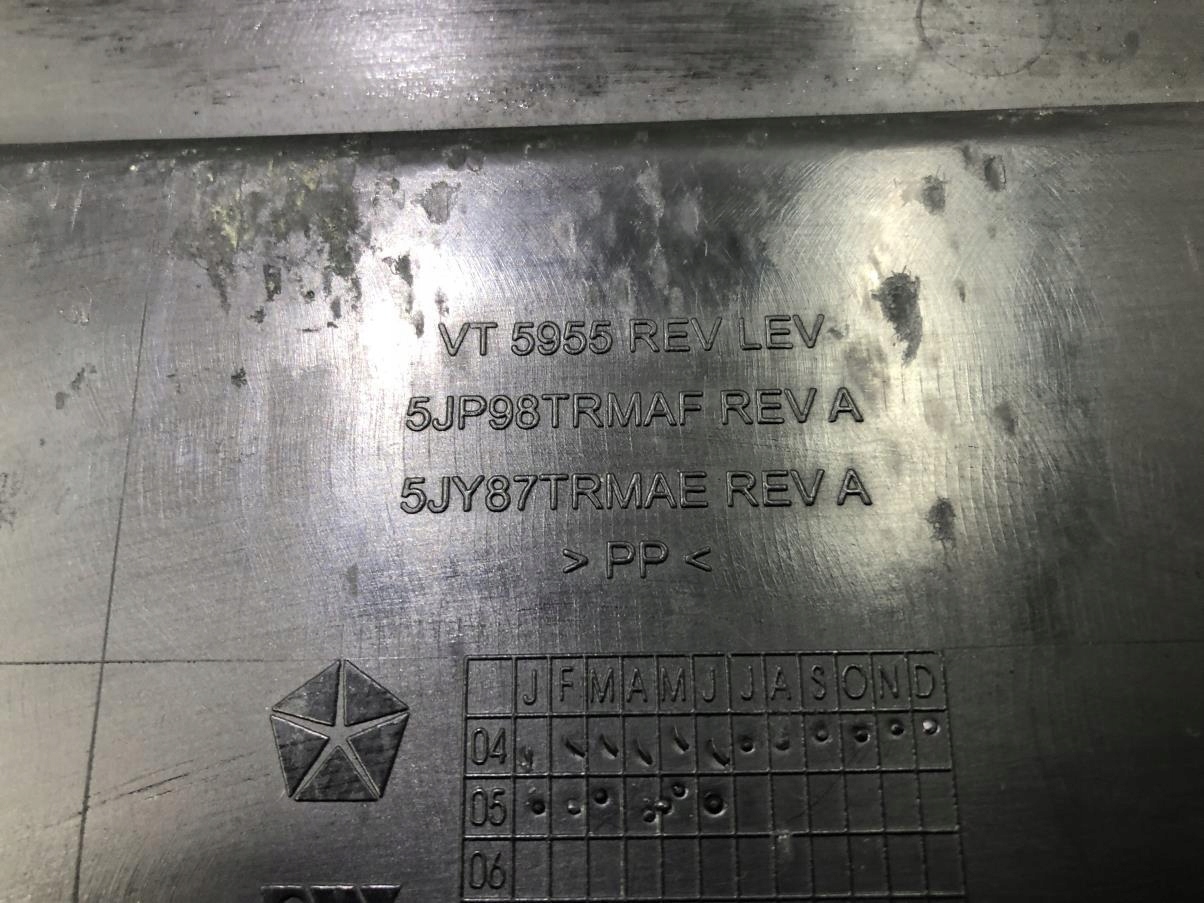 VT 5955 REV LEV
5JP98TRMAF REV A
5JY87TRMAE REV A
> PP <
J F M A M J J A S O N D
04
05
06